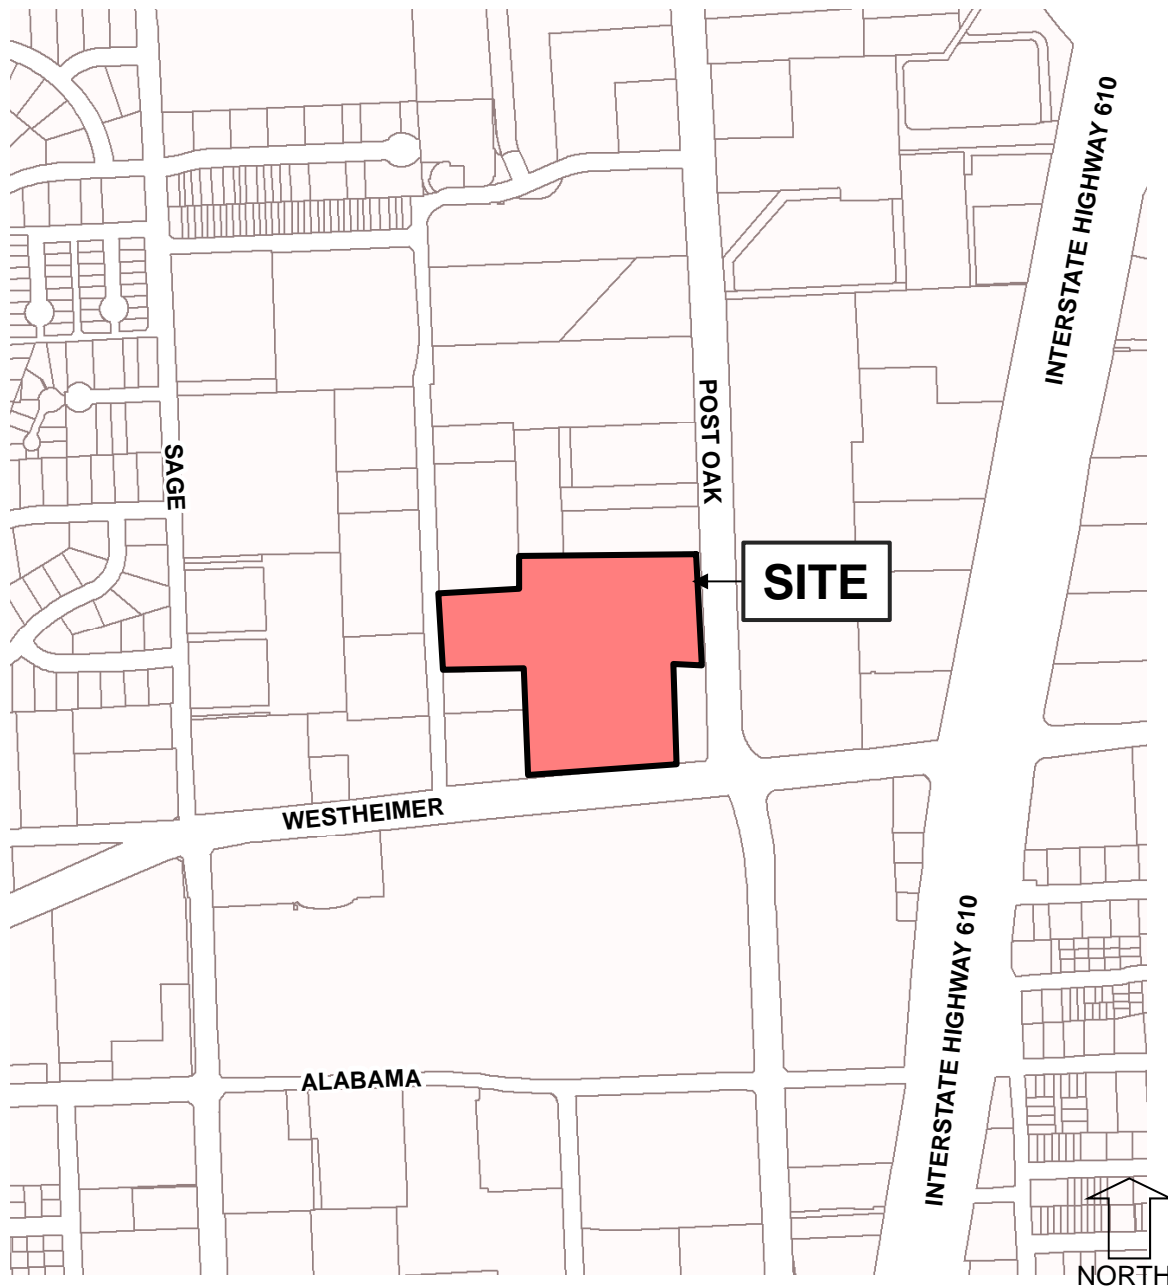 INTERSTATE HIGHWAY 610
POST OAK
SAGE
SITE
WESTHEIMER
INTERSTATE HIGHWAY 610
ALABAMA
NORTH